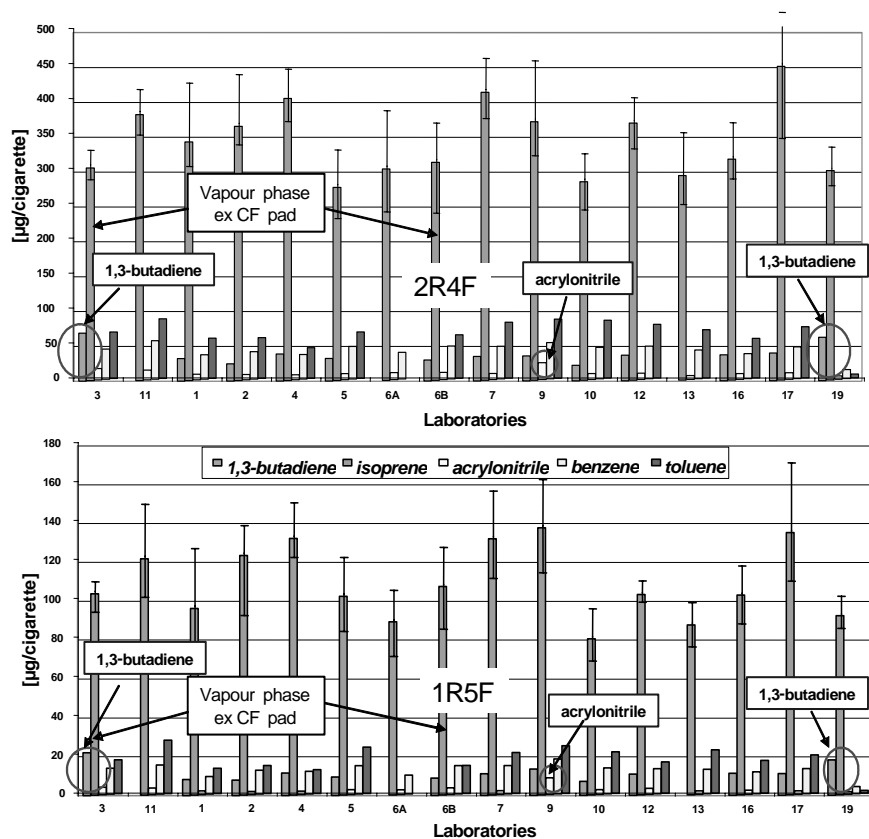 500
450
400
350
300
250
200
150
100
50
0
[µg/cigarette]
Vapour phase
ex CF pad
1,3-butadiene
2R4F
acrylonitrile
1,3-butadiene
3 11 1 2 4 5 6A 6B 7 9 10 12 13 16 17 19
Laboratories
180
160
140
120
100
80
60
40
20
0
[µg/cigarette]
1,3-butadiene isoprene acrylonitrile benzene toluene
1,3-butadiene
Vapour phase
ex CF pad
1R5F
acrylonitrile
1,3-butadiene
3 11 1 2 4 5 6A 6B 7 9 10 12 13 16 17 19
Laboratories